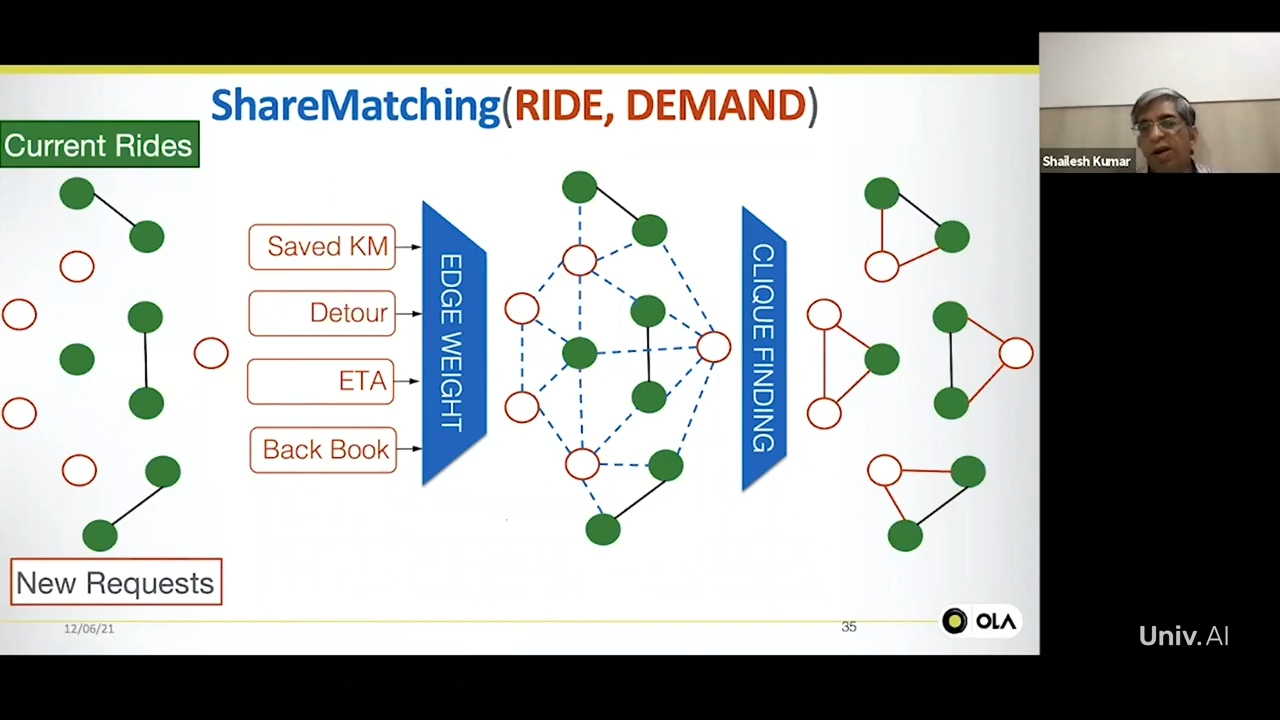 ShareMatching(RIDE, DEMAND)
Current Rides
Shailesh Kumar
Saved KM
Detour
ETA
Back Book
EDGE WEIGHT
CLIQUE FINDING
New Requests
12/06/21
35
OLA
Univ.AI